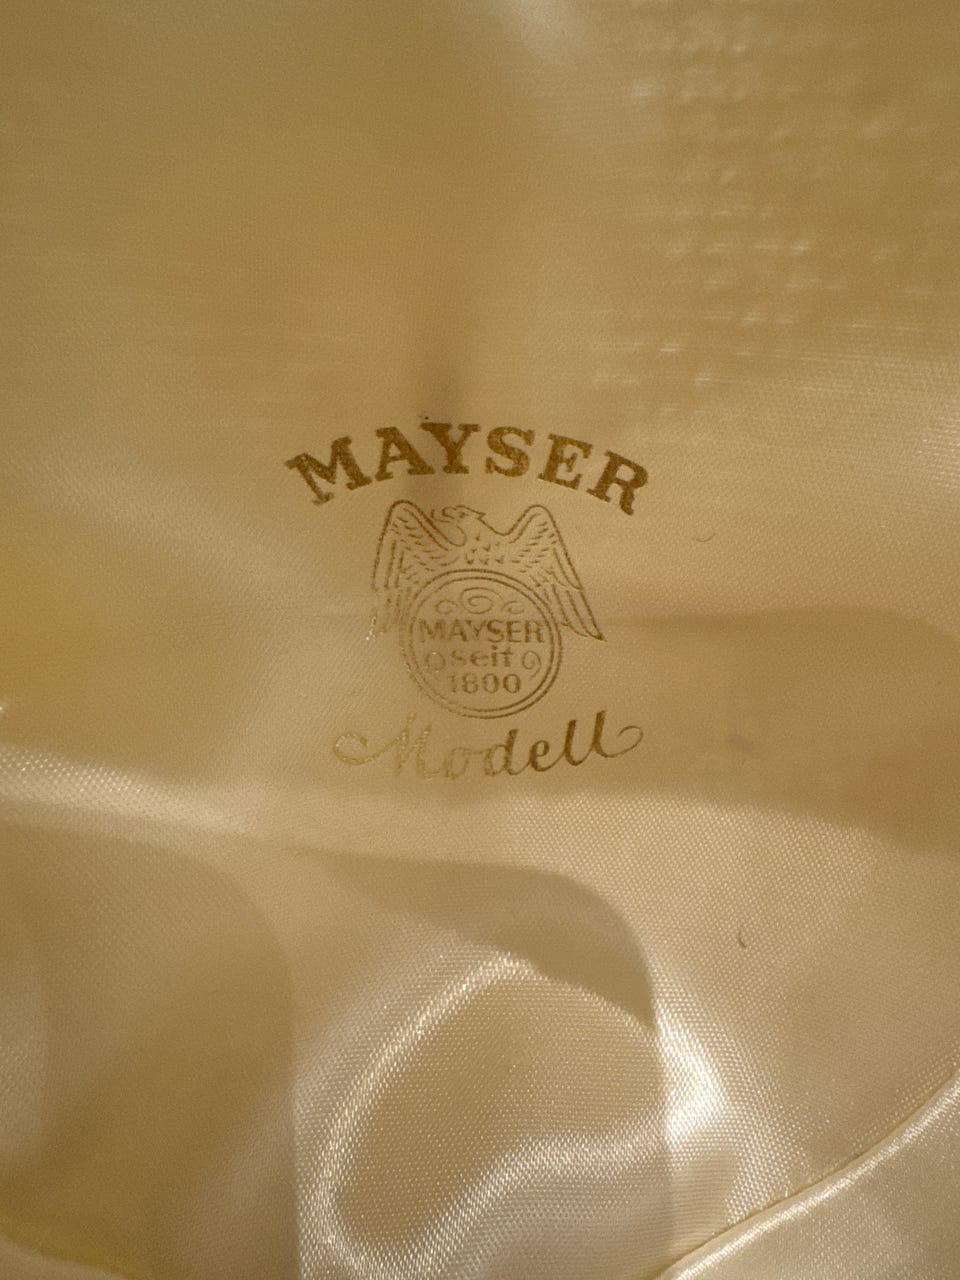 MAYSER
MAYSER
seit
1800
Modell